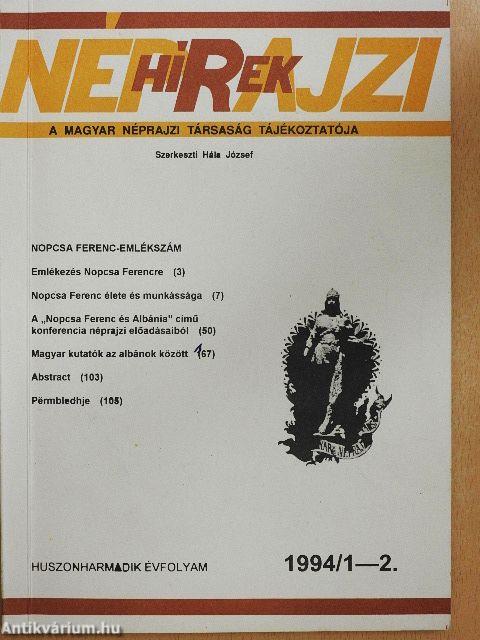 NÉPRAJZI
HÍREK
A MAGYAR NÉPRAJZI TÁRSASÁG TÁJÉKOZTATÓJA
Szerkeszti Hála József
NOPCSA FERENC-EMLÉKSZÁM
Emlékezés Nopcsa Ferencre (3)
Nopcsa Ferenc élete és munkássága (7)
A „Nopcsa Ferenc és Albánia" című
konferencia néprajzi előadásaiból (50)
Magyar kutatók az albánok között (67)
Abstract (103)
Përmbledhje (105)
HUSZONHARMADIK ÉVFOLYAM
1994/1—2.
Antikvárium.hu